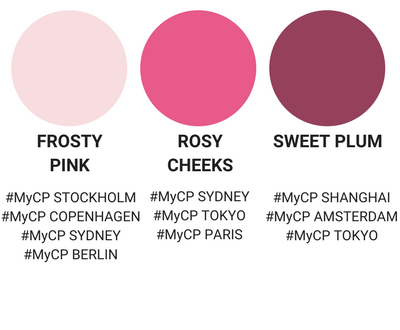 FROSTY
PINK
#MyCP STOCKHOLM
#MyCP COPENHAGEN
#MyCP SYDNEY
#MyCP BERLIN
ROSY
CHEEKS
#MyCP SYDNEY
#MyCP TOKYO
#MyCP PARIS
SWEET PLUM
#MyCP SHANGHAI
#MyCP AMSTERDAM
#MyCP TOKYO